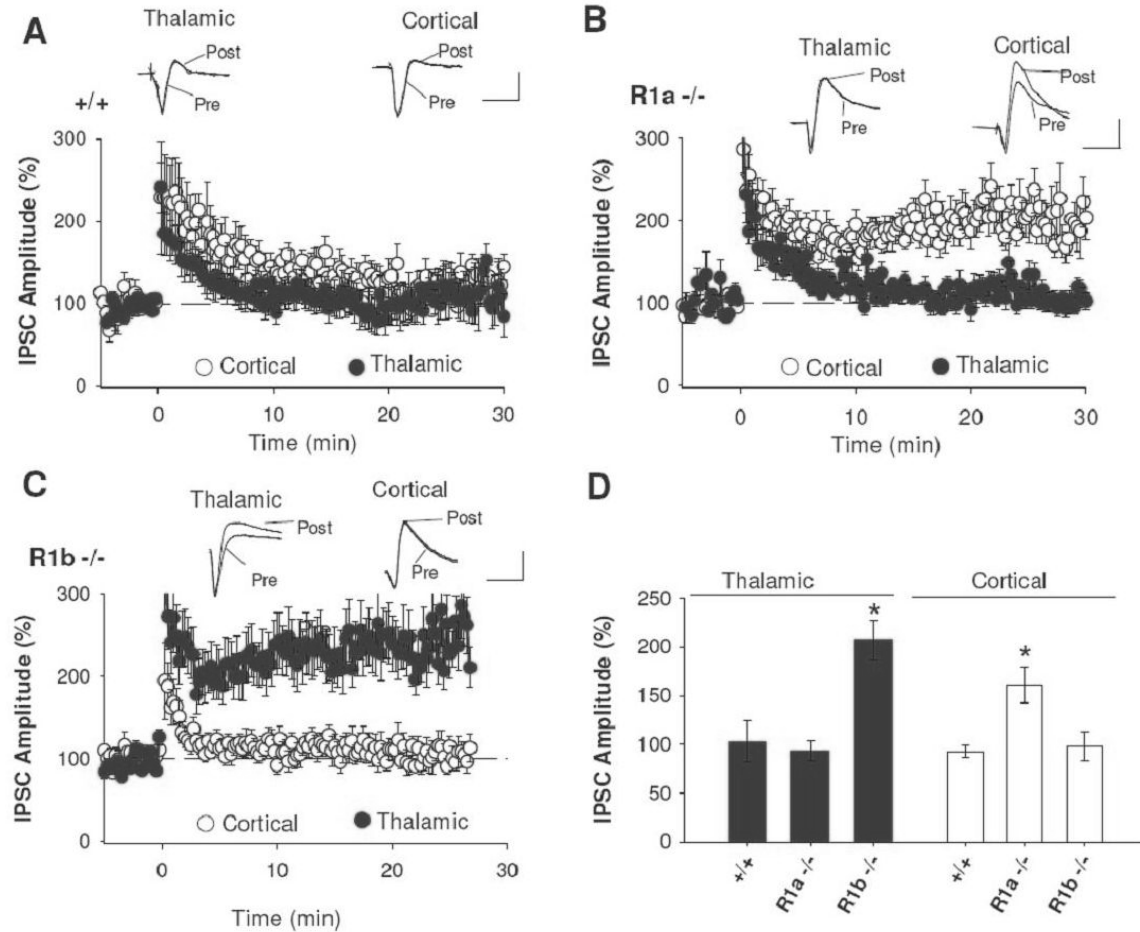 A
Thalamic
Cortical
Post
Pre
Post
Pre
+/+
IPSC Amplitude (%)
300
200
100
0
Cortical
Thalamic
0
10
20
30
Time (min)
B
Thalamic
Cortical
Post
Pre
Post
Pre
R1a -/-
IPSC Amplitude (%)
300
200
100
0
Cortical
Thalamic
0
10
20
30
Time (min)
C
Thalamic
Cortical
Post
Pre
Post
Pre
R1b -/-
IPSC Amplitude (%)
300
200
100
0
Cortical
Thalamic
0
10
20
30
Time (min)
D
Thalamic
Cortical
IPSC Amplitude (%)
250
200
150
100
50
0
*
*
+/+
R1a -/-
R1b -/-
+/+
R1a -/-
R1b -/-